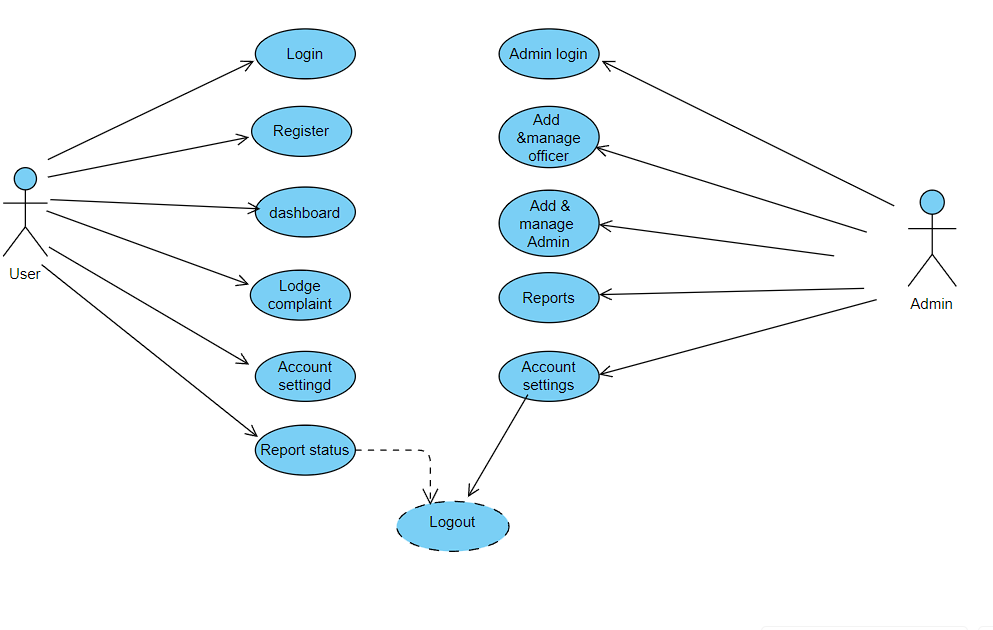 Login
Register
dashboard
Lodge
complaint
Account
settingd
Report status
User
Admin login
Add
&manage
officer
Add &
manage
Admin
Reports
Account
settings
Admin
Logout